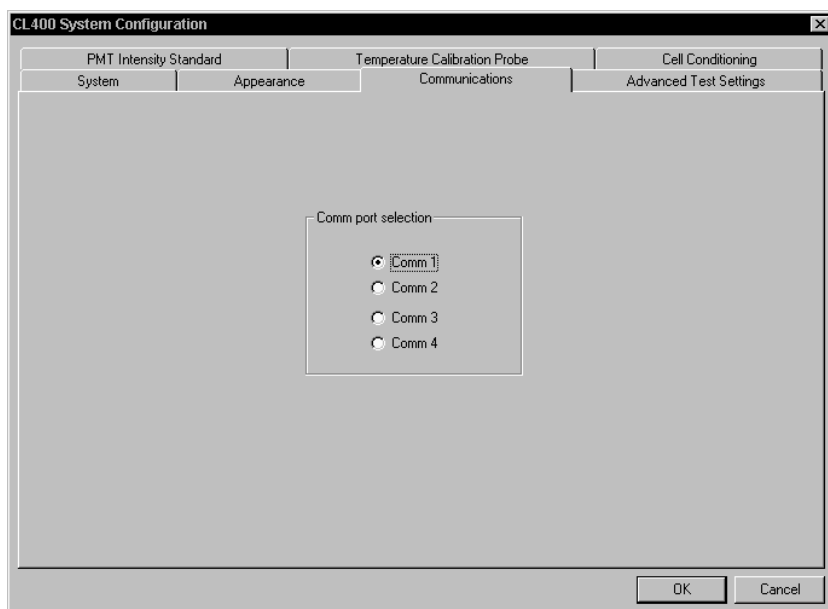 CL400 System Configuration
PMT Intensity Standard Temperature Calibration Probe Cell Conditioning
System Appearance Communications Advanced Test Settings
Comm port selection
Comm 1
Comm 2
Comm 3
Comm 4
OK Cancel